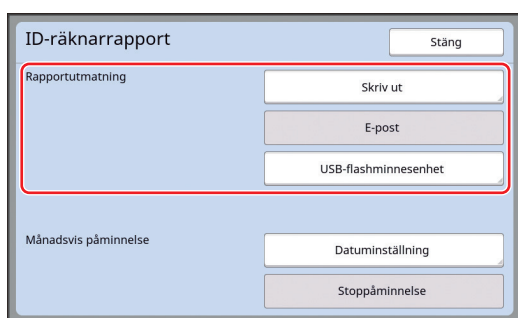 ID-räknarrapport
Stäng
Rapportutmatning
Skriv ut
E-post
USB-flashminnesenhet
Månadsvis påminnelse
Datuminställning
Stoppåminnelse